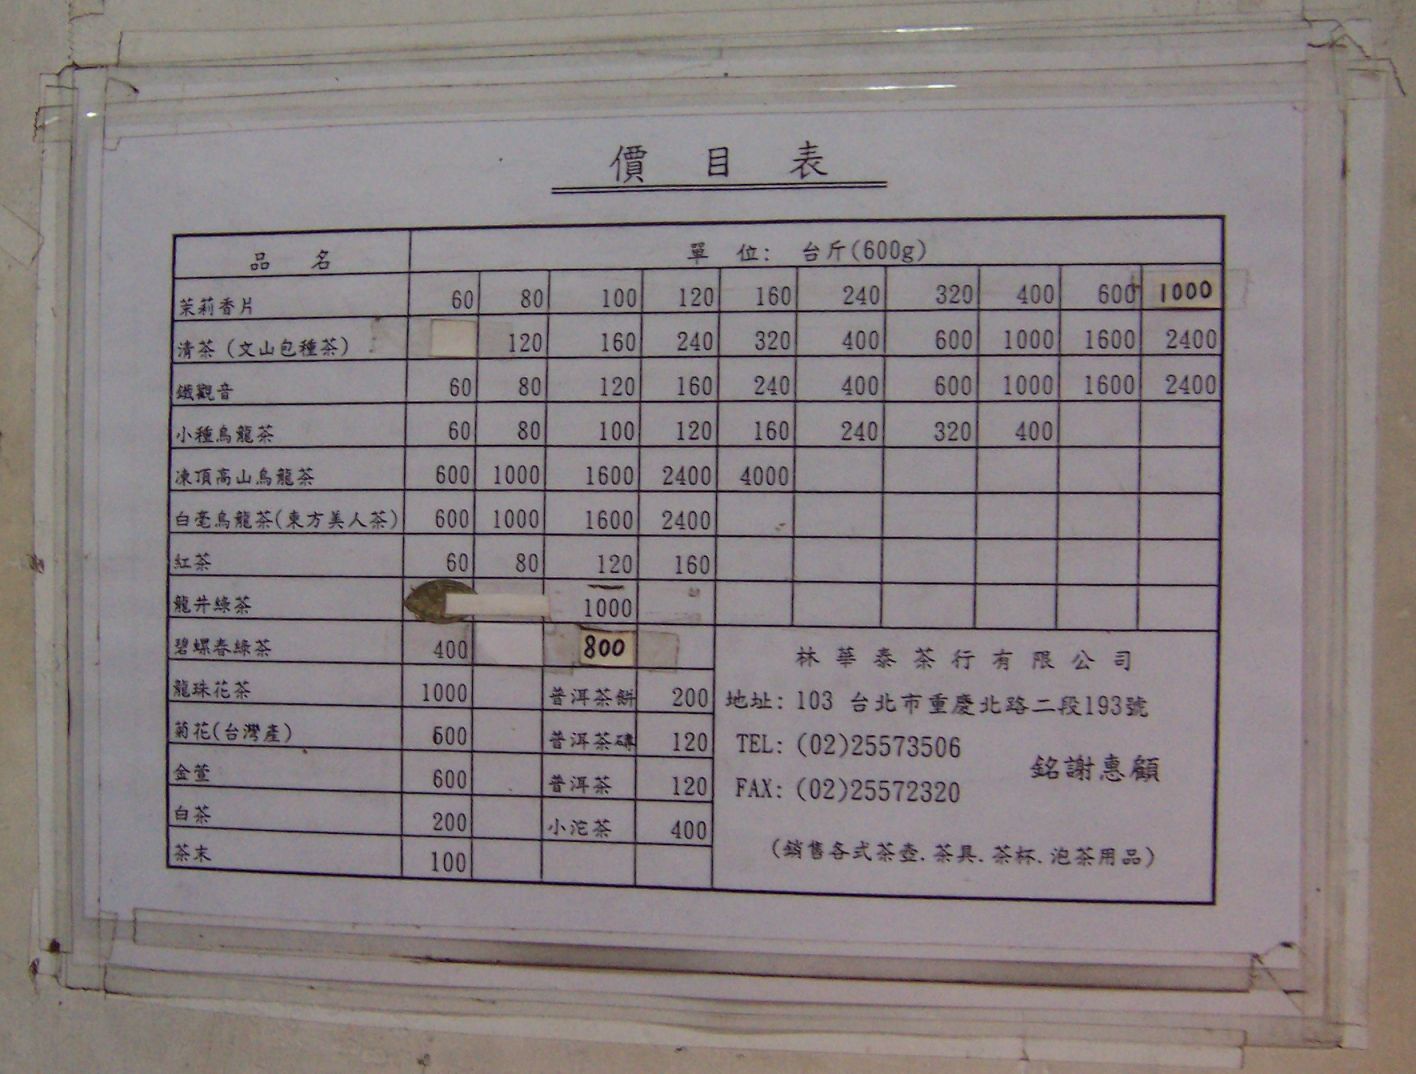 價 目 表
品 名 單 位: 台斤(600g)
茉莉香片 60 80 100 120 160 240 320 400 600 1000
清茶(文山包種茶) 120 160 240 320 400 600 1000 1600 2400
鐵觀音 60 80 120 160 240 400 600 1000 1600 2400
小種烏龍茶 60 80 100 120 160 240 320 400
凍頂高山烏龍茶 600 1000 1600 2400 4000
白毫烏龍茶(東方美人茶) 600 1000 1600 2400
紅茶 60 80 120 160
龍井綠茶 1000
碧螺春綠茶 400 800
龍珠花茶 1000 普洱茶餅 200
菊花(台灣產) 600 普洱茶磚 120
金萱 600 普洱茶 120
白茶 200 小沱茶 400
茶末 100
林華泰茶行有限公司
地址: 103 台北市重慶北路二段193號
TEL: (02)25573506
銘謝惠顧
FAX: (02)25572320
(銷售各式茶壺.茶具.茶杯.泡茶用品)